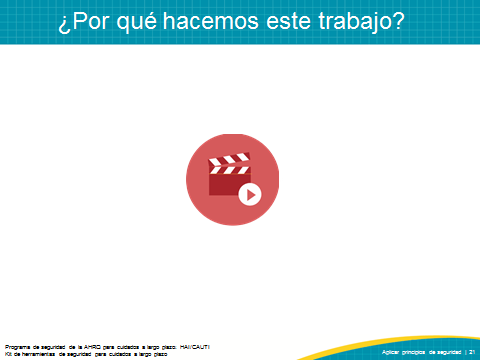 ¿Por qué hacemos este trabajo?
Programa de seguridad de la AHRQ para cuidados a largo plazo: HAI/CAUTI
Kit de herramientas de seguridad para cuidados a largo plazo
Aplicar principios de seguridad | 21